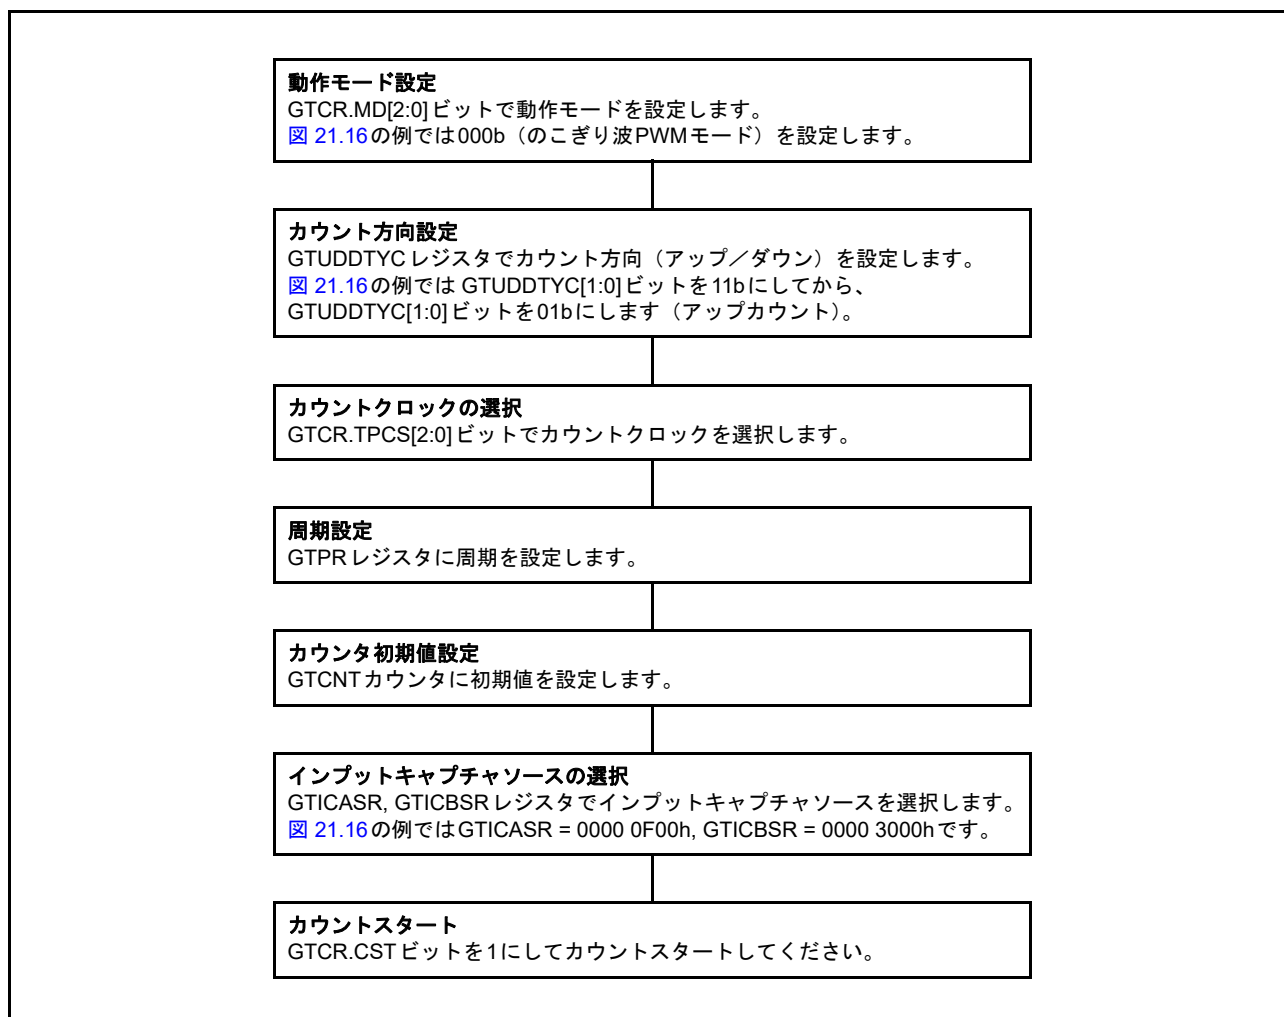 動作モード設定
GTCR.MD[2:0]ビットで動作モードを設定します。
図 21.16の例では000b（のこぎり波PWMモード）を設定します。
カウント方向設定
GTUDDTYCレジスタでカウント方向（アップ／ダウン）を設定します。
図 21.16の例では GTUDDTYC[1:0]ビットを11bにしてから、
GTUDDTYC[1:0]ビットを01bにします（アップカウント）。
カウントクロックの選択
GTCR.TPCS[2:0]ビットでカウントクロックを選択します。
周期設定
GTPRレジスタに周期を設定します。
カウンタ初期値設定
GTCNTカウンタに初期値を設定します。
インプットキャプチャソースの選択
GTICASR, GTICBSRレジスタでインプットキャプチャソースを選択します。
図 21.16の例ではGTICASR = 0000 0F00h, GTICBSR = 0000 3000hです。
カウントスタート
GTCR.CSTビットを1にしてカウントスタートしてください。